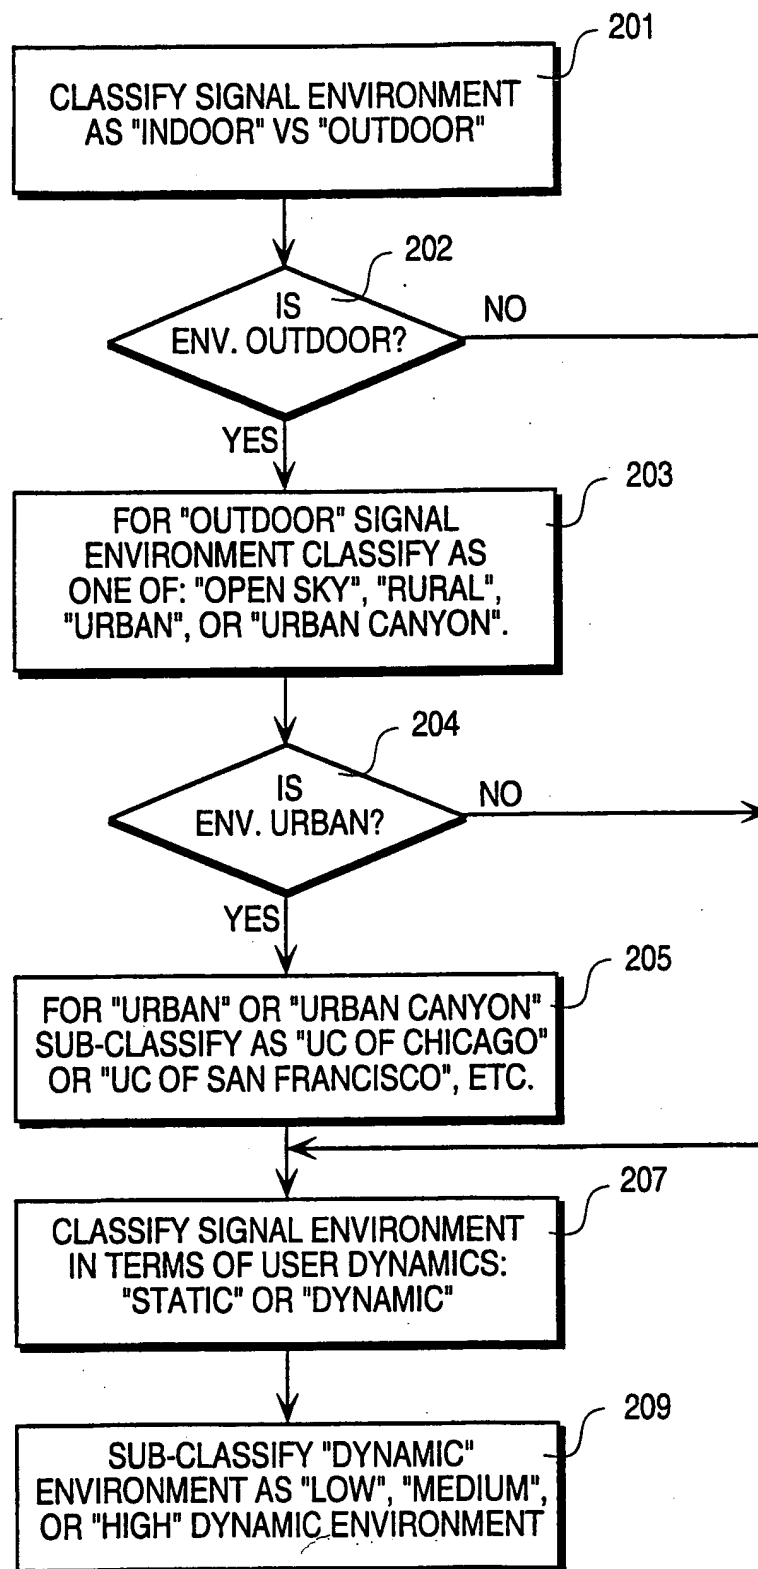 201
CLASSIFY SIGNAL ENVIRONMENT
AS "INDOOR" VS "OUTDOOR"
202
IS
ENV. OUTDOOR?
NO
YES
203
FOR "OUTDOOR" SIGNAL
ENVIRONMENT CLASSIFY AS
ONE OF: "OPEN SKY", "RURAL",
"URBAN", OR "URBAN CANYON".
204
IS
ENV. URBAN?
NO
YES
205
FOR "URBAN" OR "URBAN CANYON"
SUB-CLASSIFY AS "UC OF CHICAGO"
OR "UC OF SAN FRANCISCO", ETC.
207
CLASSIFY SIGNAL ENVIRONMENT
IN TERMS OF USER DYNAMICS:
"STATIC" OR "DYNAMIC"
209
SUB-CLASSIFY "DYNAMIC"
ENVIRONMENT AS "LOW", "MEDIUM",
OR "HIGH" DYNAMIC ENVIRONMENT